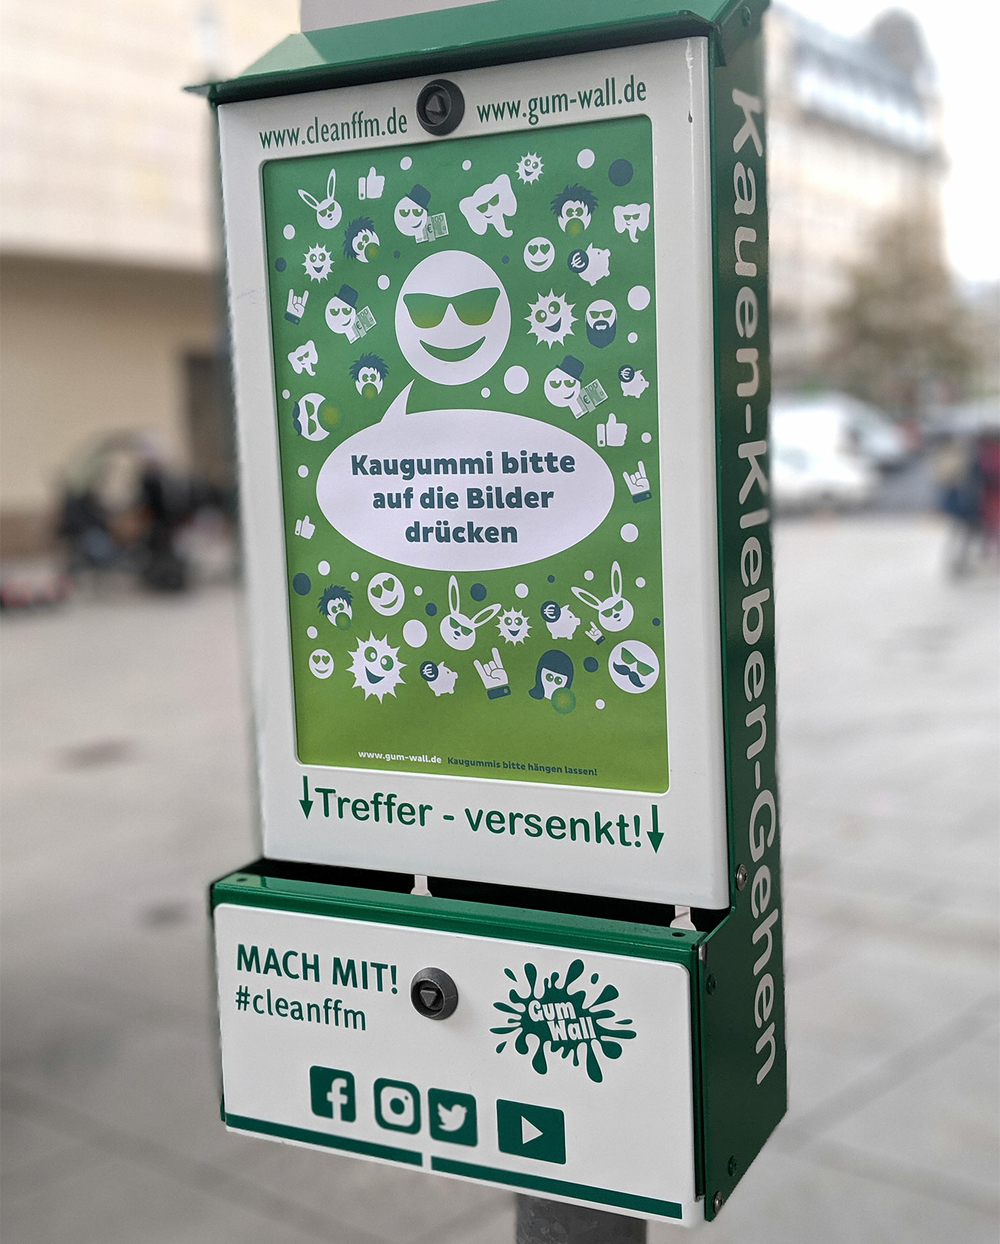 www.cleanffm.de www.gum-wall.de
Kaugummi bitte
auf die Bilder
drücken
www.gum-wall.de Kaugummis bitte hängen lassen!
↓Treffer - versenkt!↓
MACH MIT!
#cleanffm
Gum
Wall
Kauen-Kleben-Gehen